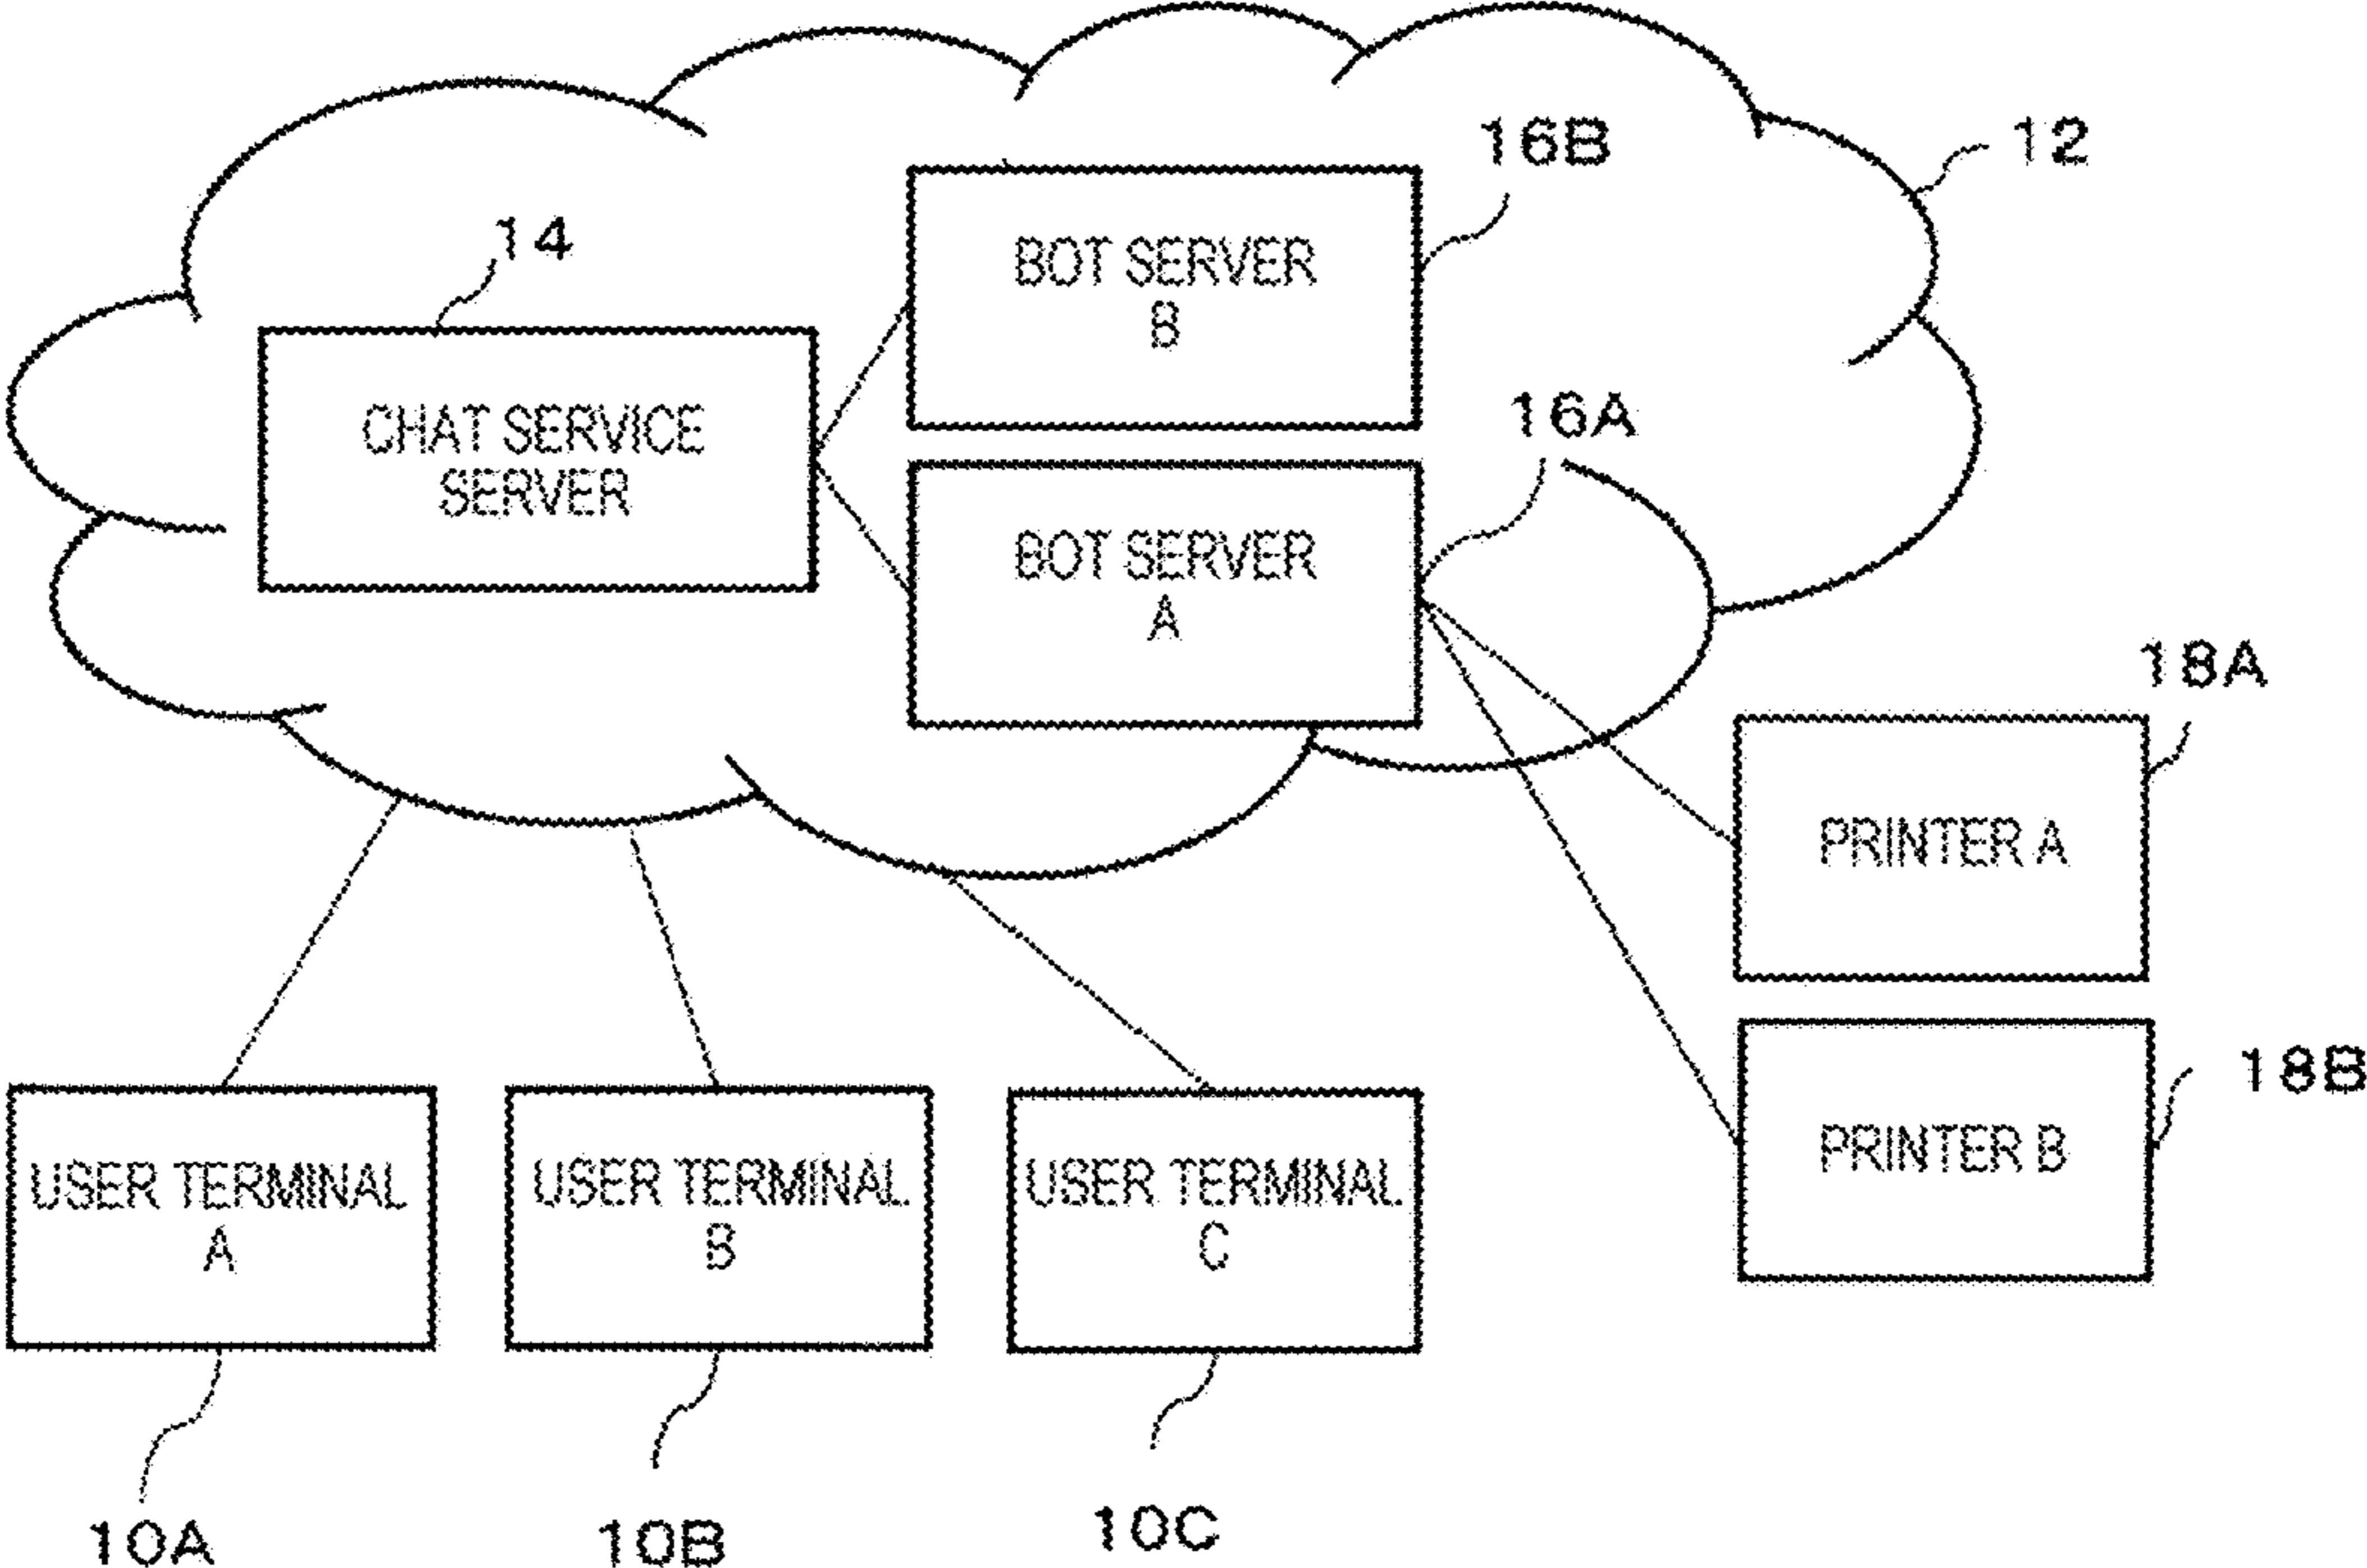 16B
12
14
BOT SERVER
B
CHAT SERVICE
SERVER
16A
BOT SERVER
A
18A
PRINTER A
18B
PRINTER B
USER TERMINAL
A
USER TERMINAL
B
USER TERMINAL
C
10A
10B
10C